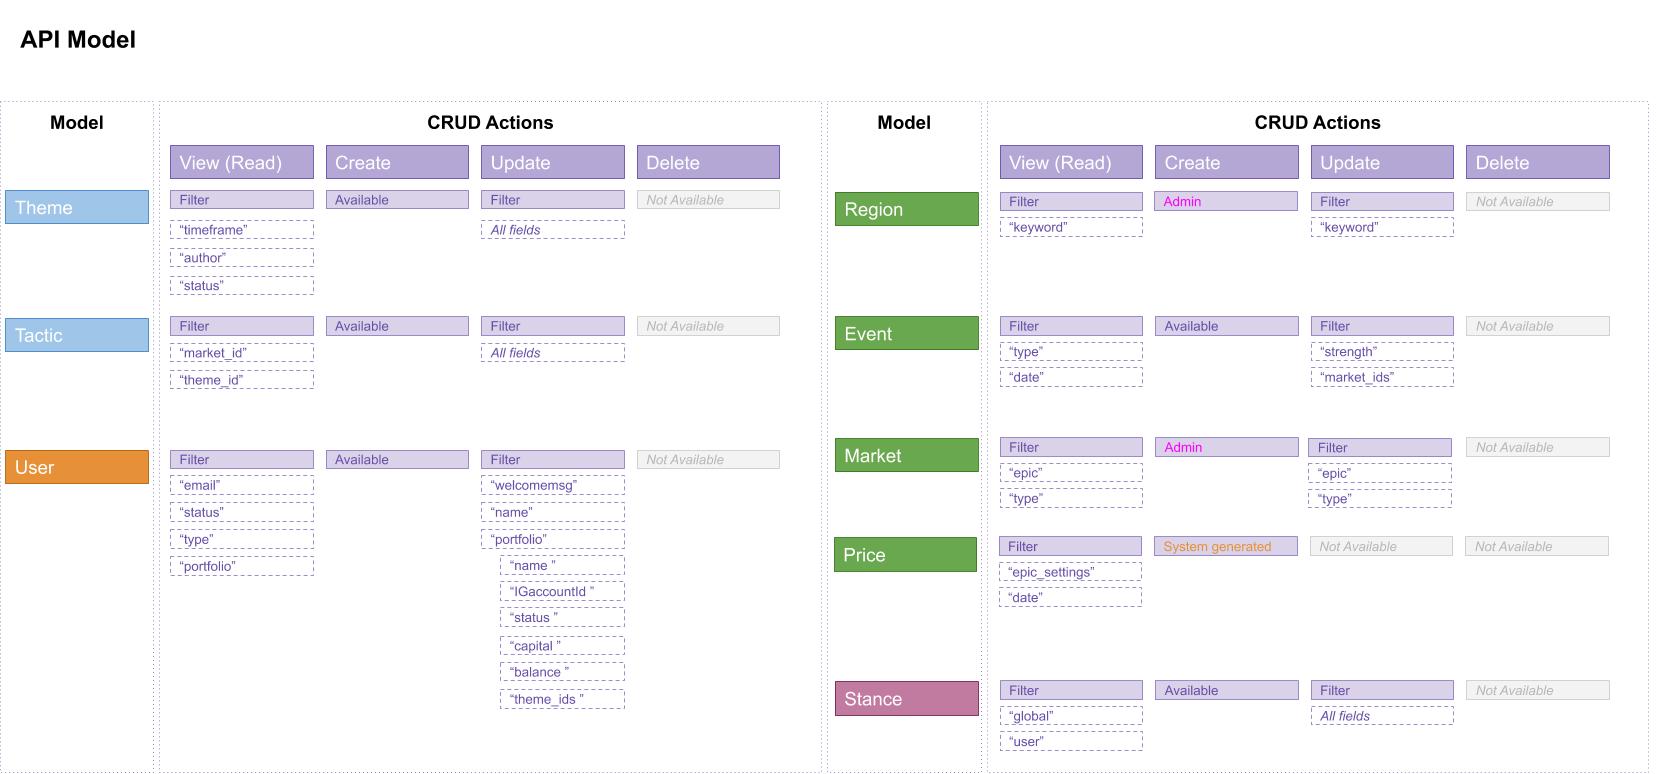 API Model
Model
CRUD Actions
View (Read)
Create
Update
Delete
Theme
Filter
Available
Filter
Not Available
“timeframe”
All fields
“author”
“status”
Tactic
Filter
Available
Filter
Not Available
“market_id”
All fields
“theme_id”
User
Filter
Available
Filter
Not Available
“email”
“welcomemsg”
“status”
“name”
“type”
“portfolio”
“portfolio”
“name ”
“IGaccountId ”
“status ”
“capital ”
“balance ”
“theme_ids ”
Model
CRUD Actions
View (Read)
Create
Update
Delete
Region
Filter
Admin
Filter
Not Available
“keyword”
“keyword”
Event
Filter
Available
Filter
Not Available
“type”
“strength”
“date”
“market_ids”
Market
Filter
Admin
Filter
Not Available
“epic”
“epic”
“type”
“type”
Price
Filter
System generated
Not Available
Not Available
“epic_settings”
“date”
Stance
Filter
Available
Filter
Not Available
“global”
All fields
“user”